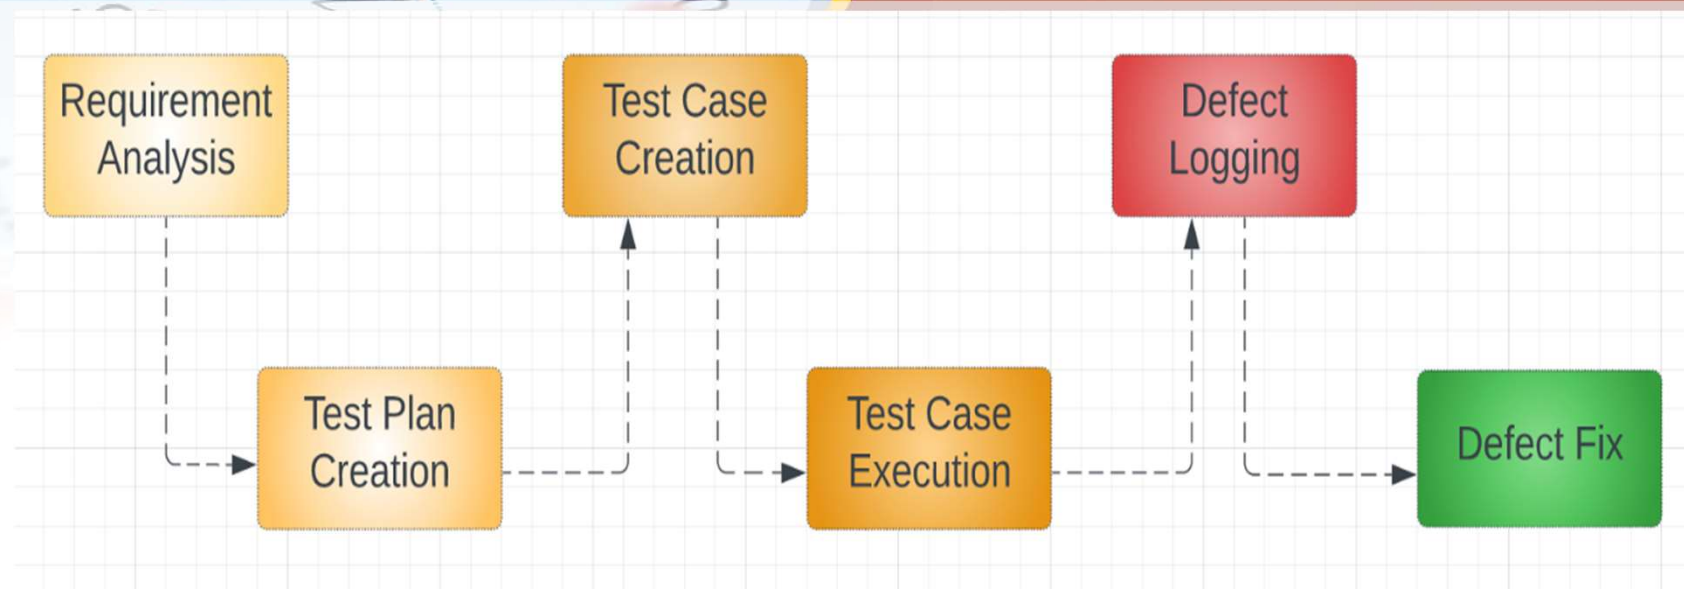 Requirement
Analysis
Test Plan
Creation
Test Case
Creation
Test Case
Execution
Defect
Logging
Defect Fix